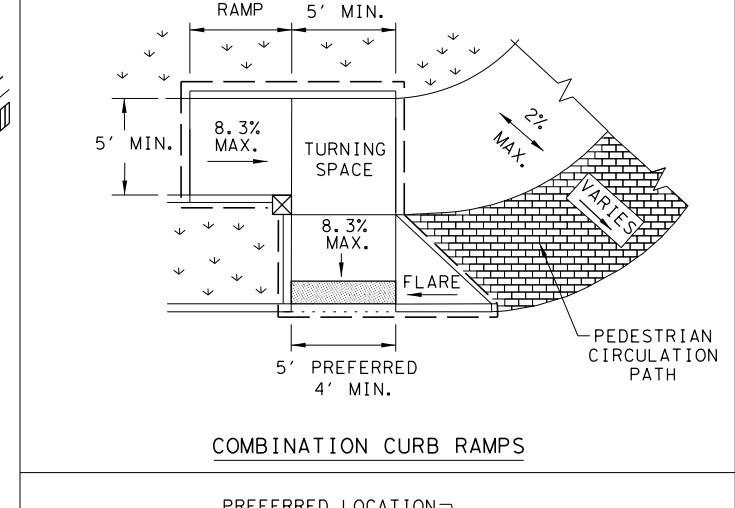 RAMP
5' MIN.
5' MIN.
8.3%
MAX.
TURNING
SPACE
2%
MAX.
VARIES
8.3%
MAX.
FLARE
PEDESTRIAN
CIRCULATION
PATH
5' PREFERRED
4' MIN.
COMBINATION CURB RAMPS
PREFERRED LOCATION